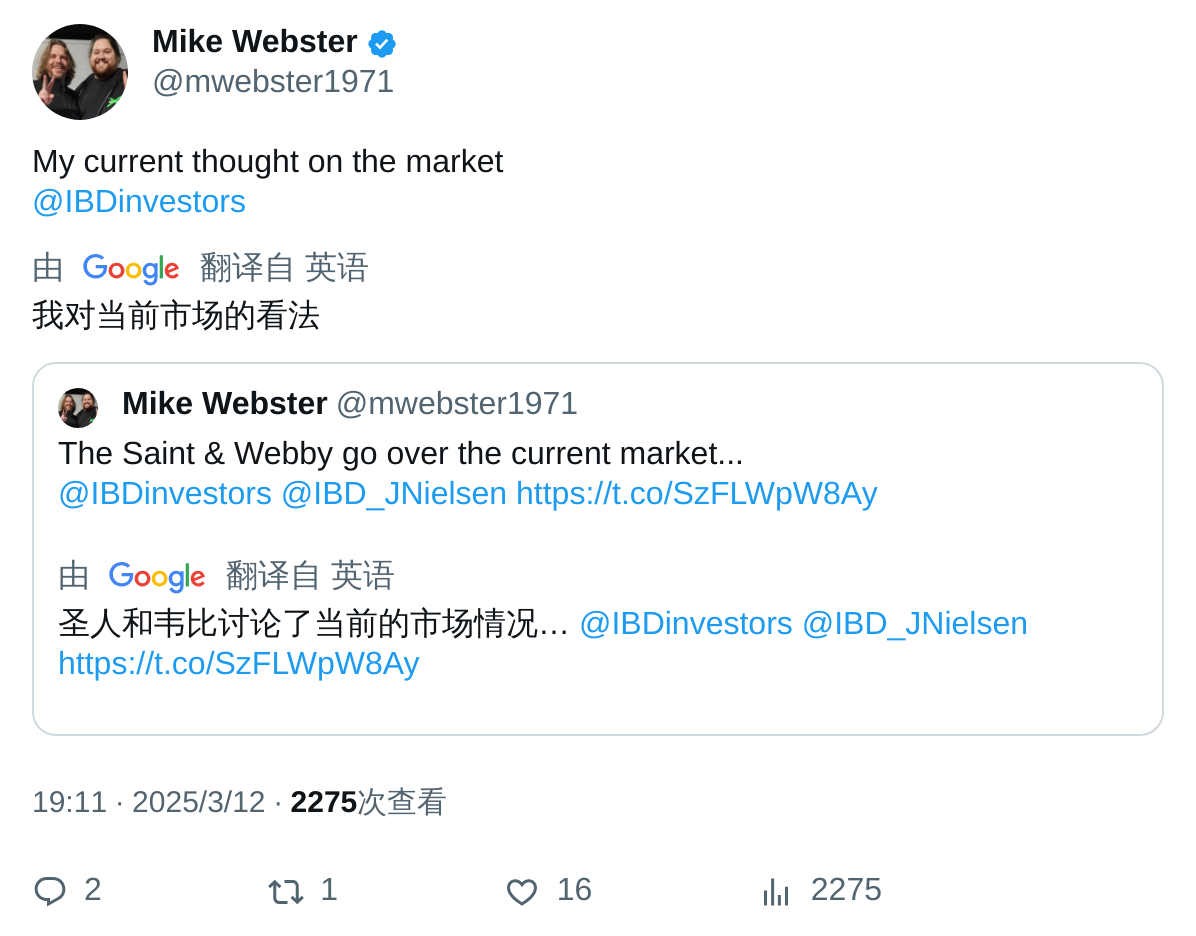 Mike Webster
@mwebster1971
My current thought on the market
@IBDinvestors
由 Google 翻译自 英语
我对当前市场的看法
Mike Webster @mwebster1971
The Saint & Webby go over the current market...
@IBDinvestors @IBD_JNielsen https://t.co/SzFLWpW8Ay
由 Google 翻译自 英语
圣人和韦比讨论了当前的市场情况… @IBDinvestors @IBD_JNielsen
https://t.co/SzFLWpW8Ay
19:11 · 2025/3/12 · 2275次查看
2 1 16 2275